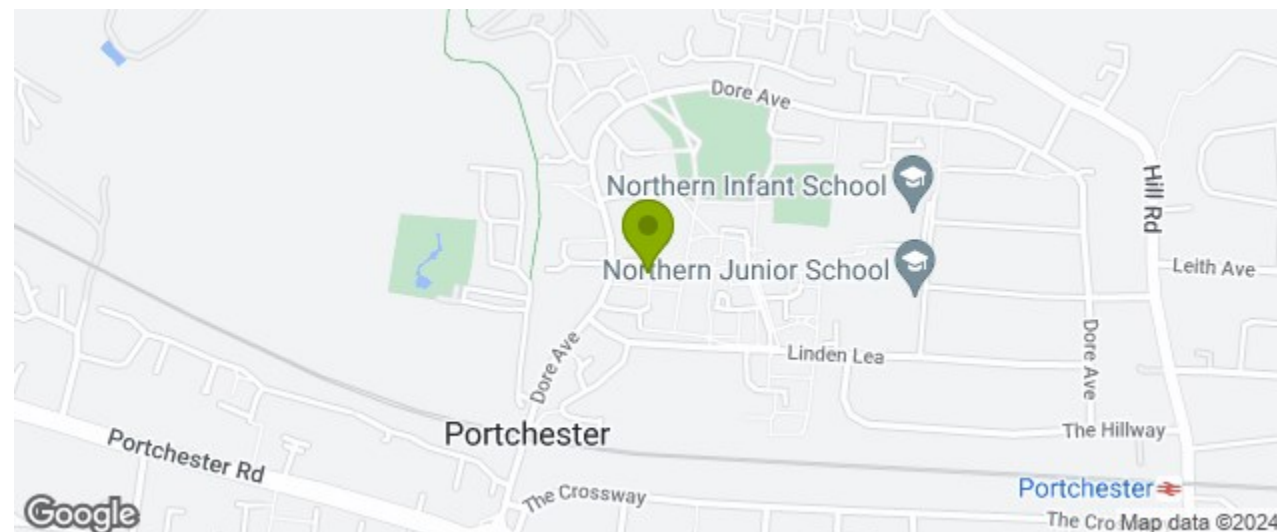 Dore Ave
Northern Infant School
Hill Rd
Northern Junior School
Leith Ave
Dore Ave
Dore Ave
Linden Lea
Portchester
The Hillway
Portchester Rd
Portchester
The Crossway
Google
The Cro
Map data ©2024